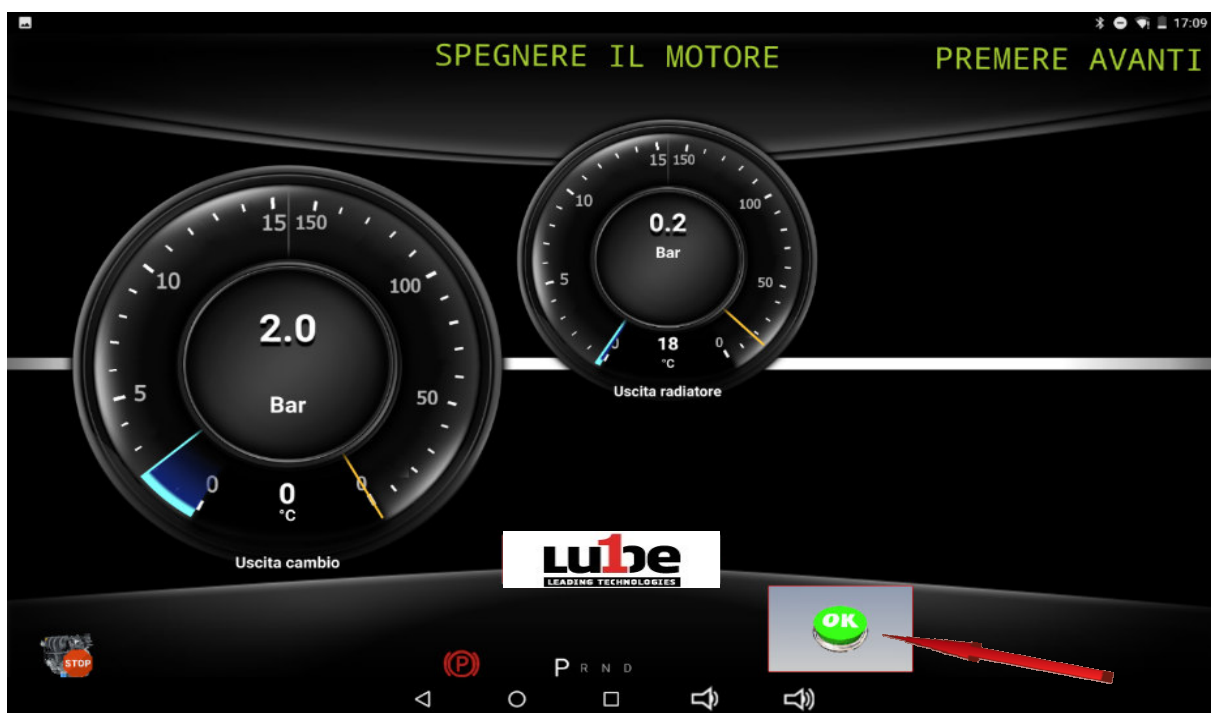 17:09
SPEGNERE IL MOTORE
PREMERE AVANTI
15 150
10 100
5 50
0 0
2.0
Bar
0
°C
Uscita cambio
15 150
10 100
5 50
0
0.2
Bar
18
°C
Uscita radiatore
Lu1be
LEADING TECHNOLOGIES
OK
STOP
(P)
P R N D